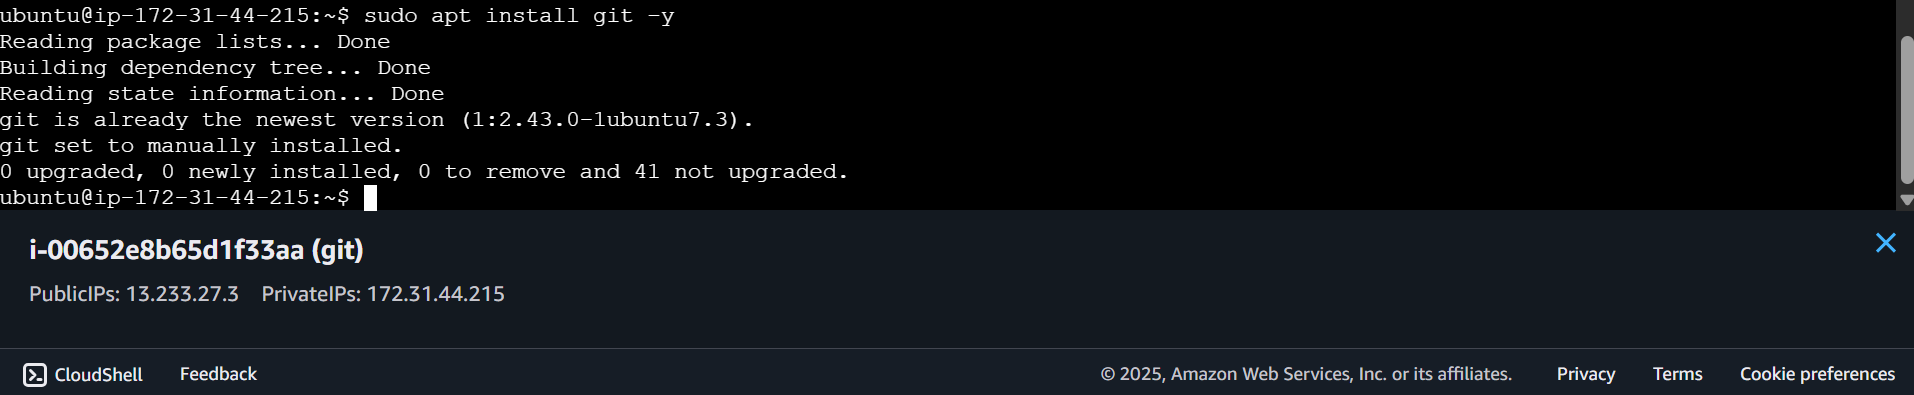 ubuntu@ip-172-31-44-215:~$ sudo apt install git -y
Reading package lists... Done
Building dependency tree... Done
Reading state information... Done
git is already the newest version (1:2.43.0-1ubuntu7.3).
git set to manually installed.
0 upgraded, 0 newly installed, 0 to remove and 41 not upgraded.
ubuntu@ip-172-31-44-215:~$
i-00652e8b65d1f33aa (git)
PublicIPs: 13.233.27.3 PrivateIPs: 172.31.44.215
CloudShell Feedback © 2025, Amazon Web Services, Inc. or its affiliates. Privacy Terms Cookie preferences